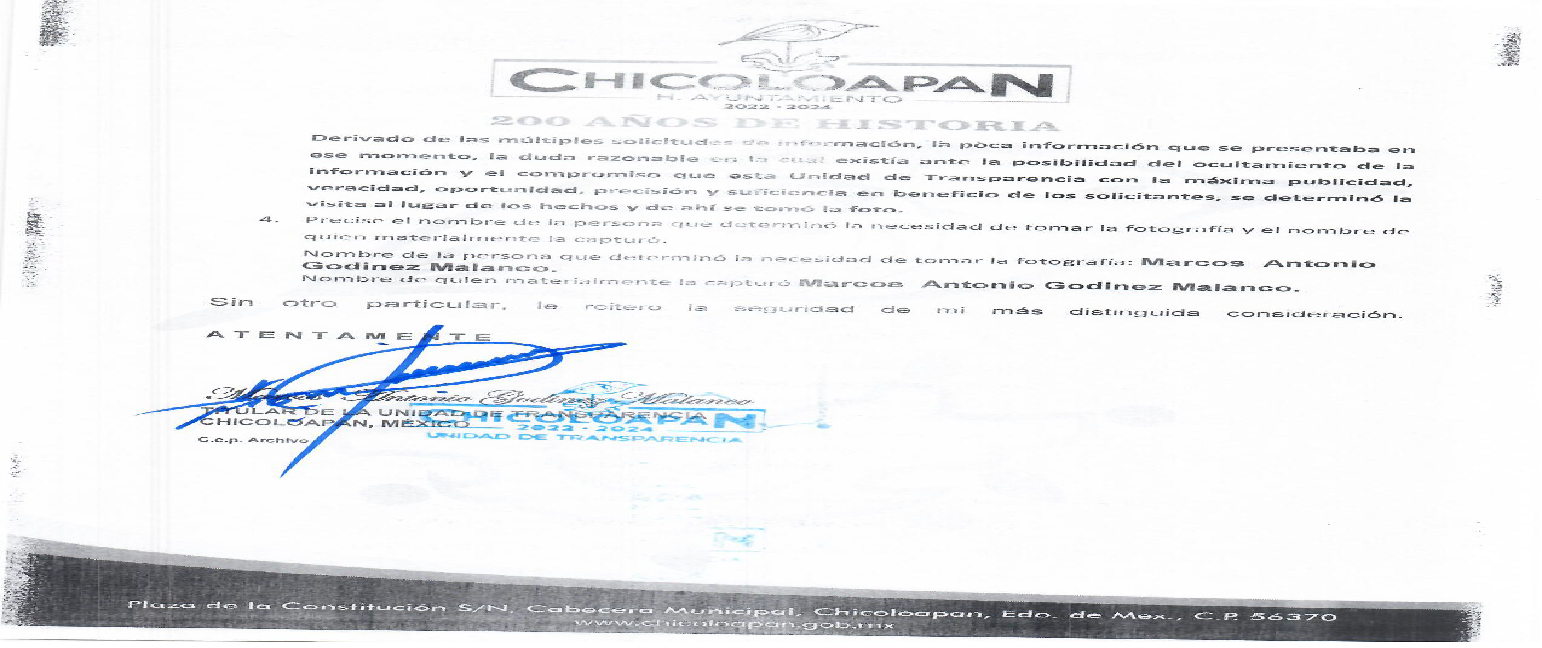 CHICOLOAPAN
H. AYUNTAMIENTO
2022 - 2024
200 AÑOS DE HISTORIA
Derivado de las múltiples solicitudes de información, la poca información que se presentaba en
ese momento, la duda razonable en la cual existía ante la posibilidad del ocultamiento de la
información y el compromiso que esta Unidad de Transparencia con la máxima publicidad,
veracidad, oportunidad, precisión y suficiencia en beneficio de los solicitantes, se determinó la
visita al lugar de los hechos y de ahí se tomó la foto.
4. Precise el nombre de la persona que determinó la necesidad de tomar la fotografía y el nombre de
quien materialmente la capturó.
Nombre de la persona que determinó la necesidad de tomar la fotografía: Marcos Antonio
Godinez Malanco.
Nombre de quien materialmente la capturó Marcos Antonio Godinez Malanco.
Sin otro particular, le reitero la seguridad de mi más distinguida consideración.
ATENTAMENTE
Marcos Antonio Godinez Malanco
TITULAR DE LA UNIDAD DE TRANSPARENCIA
CHICOLOAPAN, MÉXICO
CHICOLOAPAN
2022 - 2024
UNIDAD DE TRANSPARENCIA
C.c.p. Archivo
Plaza de la Constitución S/N, Cabecera Municipal, Chicoloapan, Edo. de Mex., C.P. 56370
www.chicoloapan.gob.mx